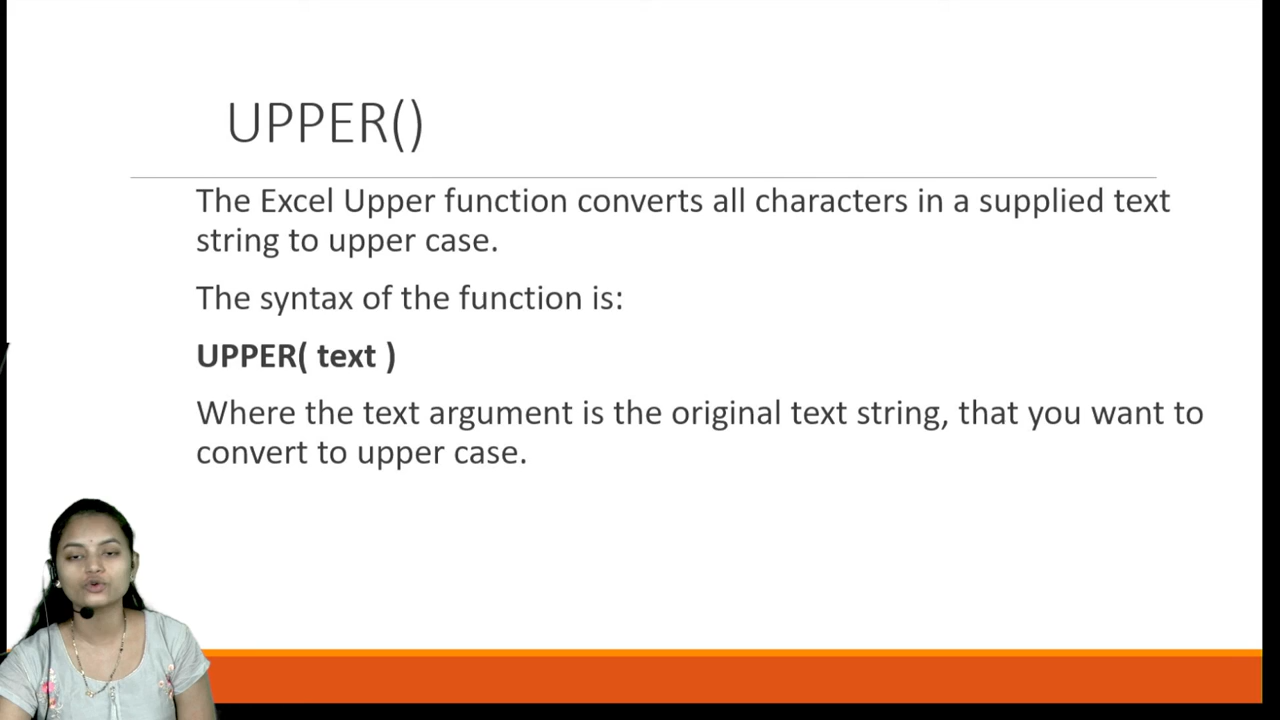 UPPER()
The Excel Upper function converts all characters in a supplied text
string to upper case.
The syntax of the function is:
UPPER( text )
Where the text argument is the original text string, that you want to
convert to upper case.